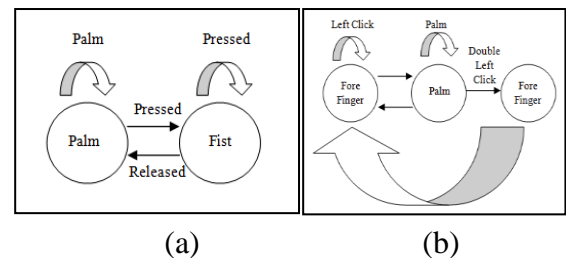 Palm
Pressed
Pressed
Palm
Fist
Released
(a)
Left Click
Palm
Double
Left
Click
Fore
Finger
Palm
Fore
Finger
(b)